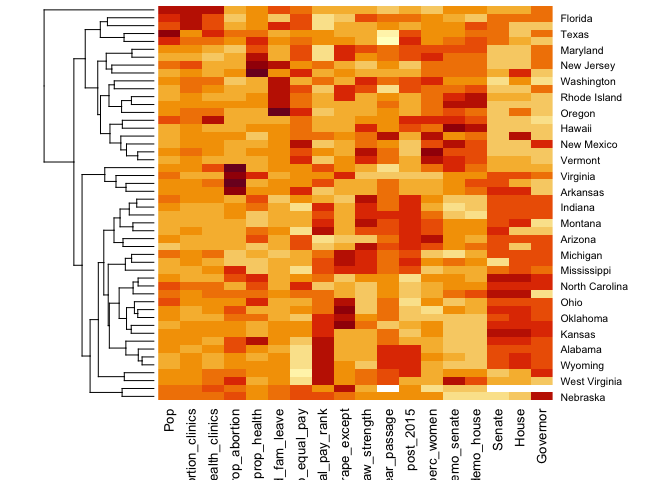 Florida
Texas
Maryland
New Jersey
Washington
Rhode Island
Oregon
Hawaii
New Mexico
Vermont
Virginia
Arkansas
Indiana
Montana
Arizona
Michigan
Mississippi
North Carolina
Ohio
Oklahoma
Kansas
Alabama
Wyoming
West Virginia
Nebraska
Pop
ortion_clinics
ealth_clinics
rop_abortion
prop_health
d_fam_leave
o_equal_pay
al_pay_rank
rape_except
aw_strength
ear_passage
post_2015
perc_women
emo_senate
demo_house
Senate
House
Governor